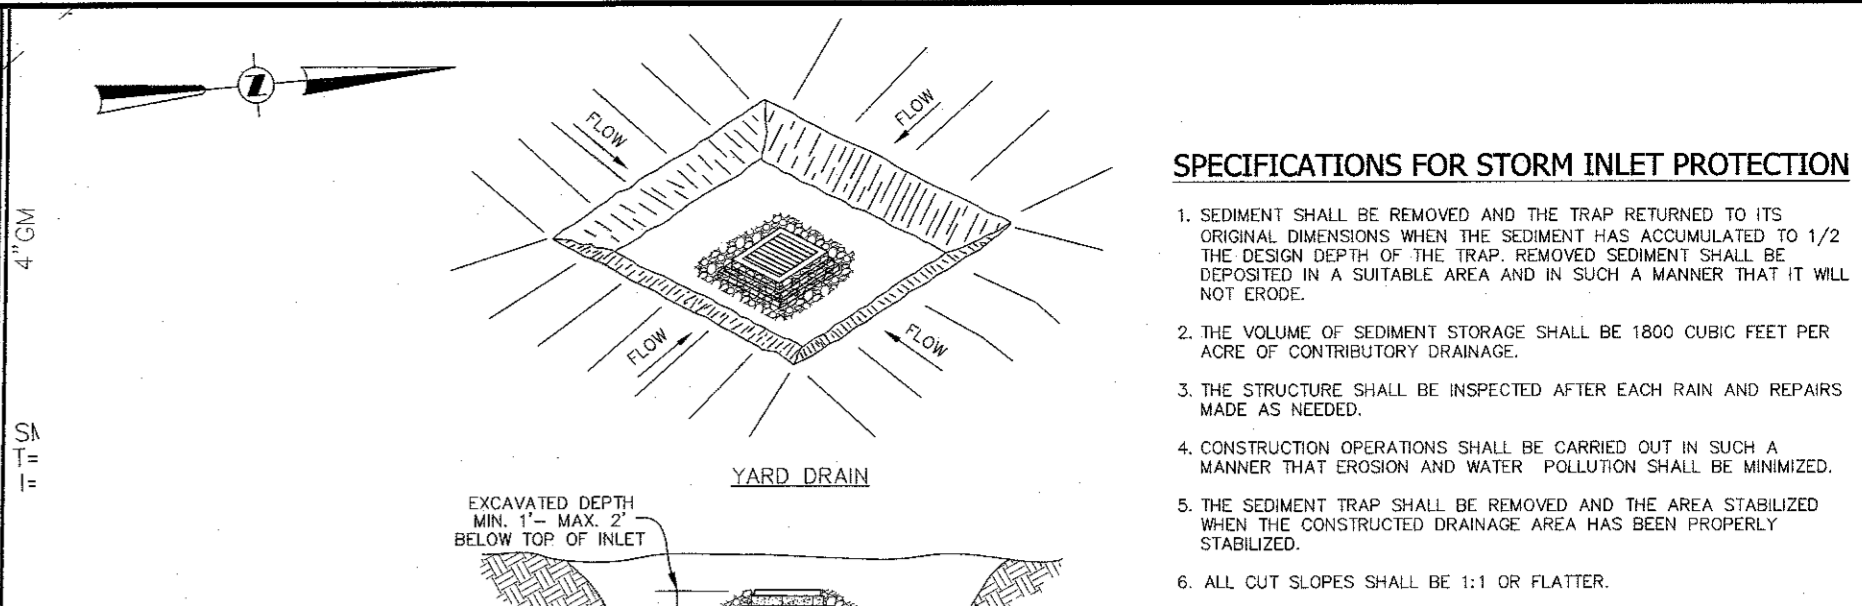 Z
FLOW
FLOW
4"GM
FLOW
FLOW
YARD DRAIN
EXCAVATED DEPTH
MIN. 1'- MAX. 2'
BELOW TOP OF INLET
T=
I=
SPECIFICATIONS FOR STORM INLET PROTECTION
1. SEDIMENT SHALL BE REMOVED AND THE TRAP RETURNED TO ITS
ORIGINAL DIMENSIONS WHEN THE SEDIMENT HAS ACCUMULATED TO 1/2
THE DESIGN DEPTH OF THE TRAP. REMOVED SEDIMENT SHALL BE
DEPOSITED IN A SUITABLE AREA AND IN SUCH A MANNER THAT IT WILL
NOT ERODE.
2. THE VOLUME OF SEDIMENT STORAGE SHALL BE 1800 CUBIC FEET PER
ACRE OF CONTRIBUTORY DRAINAGE.
3. THE STRUCTURE SHALL BE INSPECTED AFTER EACH RAIN AND REPAIRS
MADE AS NEEDED.
4. CONSTRUCTION OPERATIONS SHALL BE CARRIED OUT IN SUCH A
MANNER THAT EROSION AND WATER POLLUTION SHALL BE MINIMIZED.
5. THE SEDIMENT TRAP SHALL BE REMOVED AND THE AREA STABILIZED
WHEN THE CONSTRUCTED DRAINAGE AREA HAS BEEN PROPERLY
STABILIZED.
6. ALL CUT SLOPES SHALL BE 1:1 OR FLATTER.